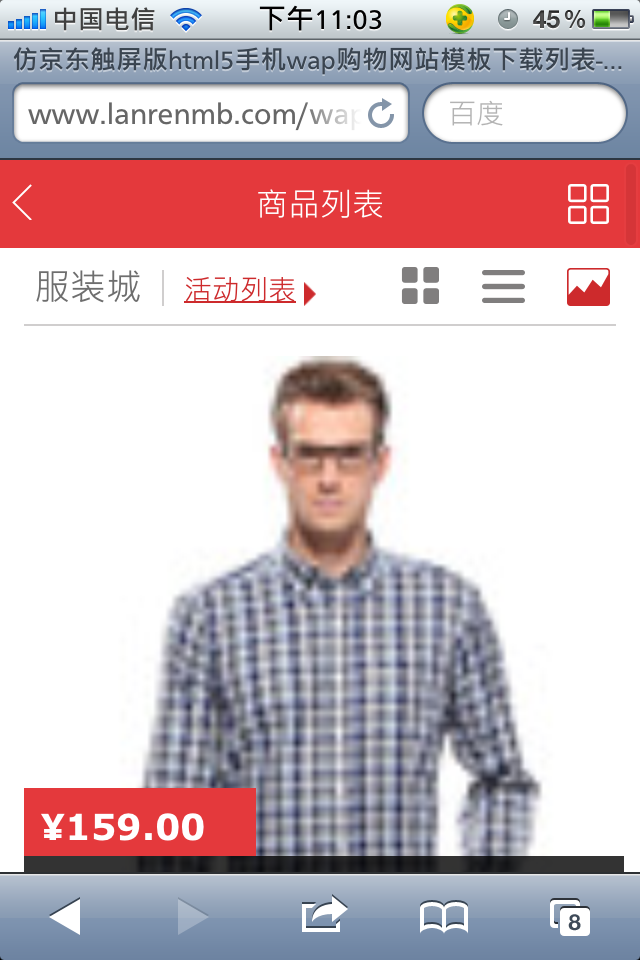 中国电信 下午11:03 45%
仿京东触屏版html5手机wap购物网站模板下载列表-...
www.lanrenmb.com/wap 百度
商品列表
服装城 活动列表
¥159.00
8